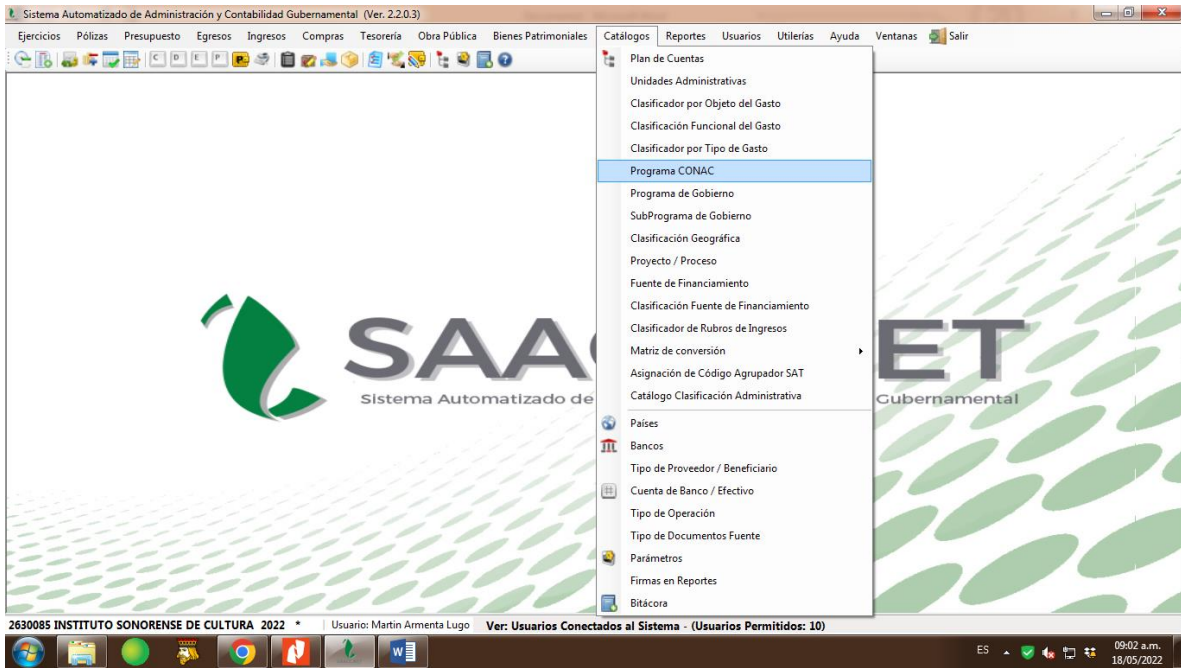 Sistema Automatizado de Administración y Contabilidad Gubernamental (Ver. 2.2.0.3)
Ejercicios Pólizas Presupuesto Egresos Ingresos Compras Tesorería Obra Pública Bienes Patrimoniales Catálogos Reportes Usuarios Utilerías Ayuda Ventanas Salir
C D E P P
Plan de Cuentas
Unidades Administrativas
Clasificador por Objeto del Gasto
Clasificación Funcional del Gasto
Clasificador por Tipo de Gasto
Programa CONAC
Programa de Gobierno
SubPrograma de Gobierno
Clasificación Geográfica
Proyecto / Proceso
Fuente de Financiamiento
Clasificación Fuente de Financiamiento
Clasificador de Rubros de Ingresos
Matriz de conversión
Asignación de Código Agrupador SAT
Catálogo Clasificación Administrativa
Países
Bancos
Tipo de Proveedor / Beneficiario
Cuenta de Banco / Efectivo
Tipo de Operación
Tipo de Documentos Fuente
Parámetros
Firmas en Reportes
Bitácora
SAA ET
Sistema Automatizado de Gubernamental
2630085 INSTITUTO SONORENSE DE CULTURA 2022 * Usuario: Martin Armenta Lugo Ver: Usuarios Conectados al Sistema - (Usuarios Permitidos: 10)
W ES 09:02 a.m.
18/05/2022